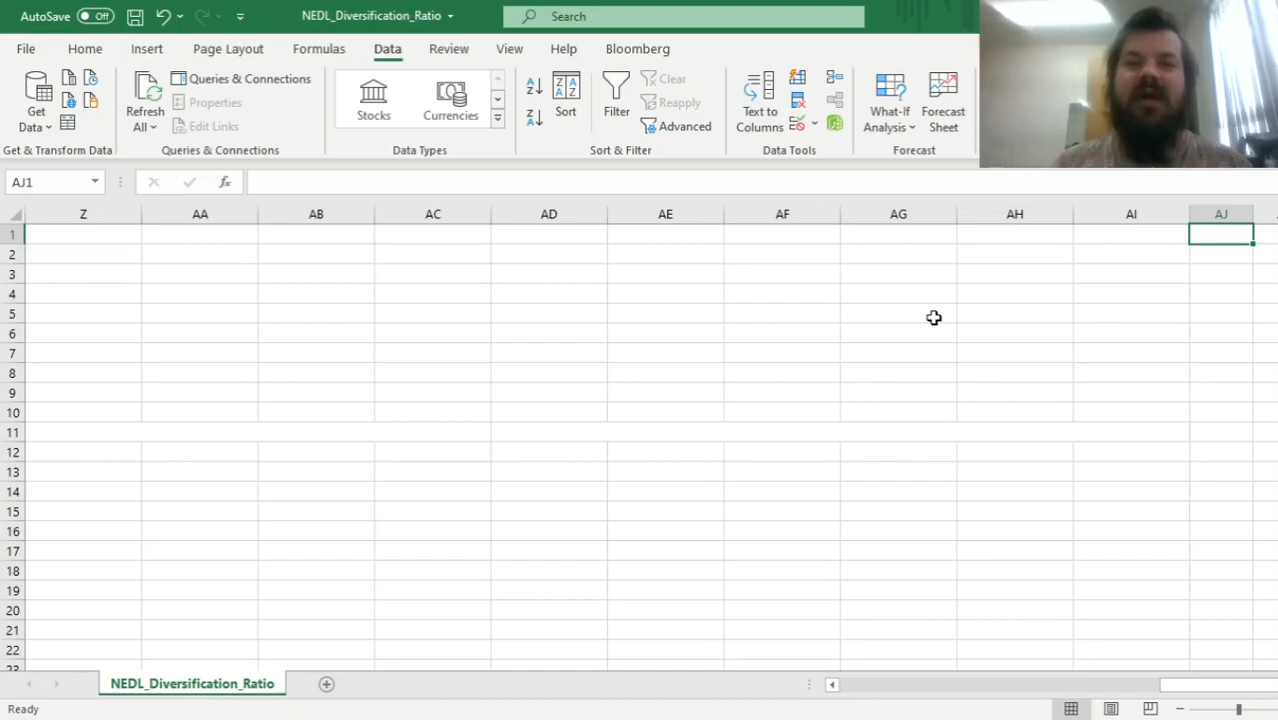 AutoSave Off NEDL_Diversification_Ratio Search
File Home Insert Page Layout Formulas Data Review View Help Bloomberg
Get Data
Refresh All
Queries & Connections
Properties
Edit Links
Stocks
Currencies
Sort
Filter
Clear
Reapply
Advanced
Text to Columns
What-If Analysis
Forecast Sheet
Get & Transform Data Queries & Connections Data Types Sort & Filter Data Tools Forecast
AJ1 fx
Z AA AB AC AD AE AF AG AH AI AJ
1
2
3
4
5
6
7
8
9
10
11
12
13
14
15
16
17
18
19
20
21
22
23
NEDL_Diversification_Ratio
Ready